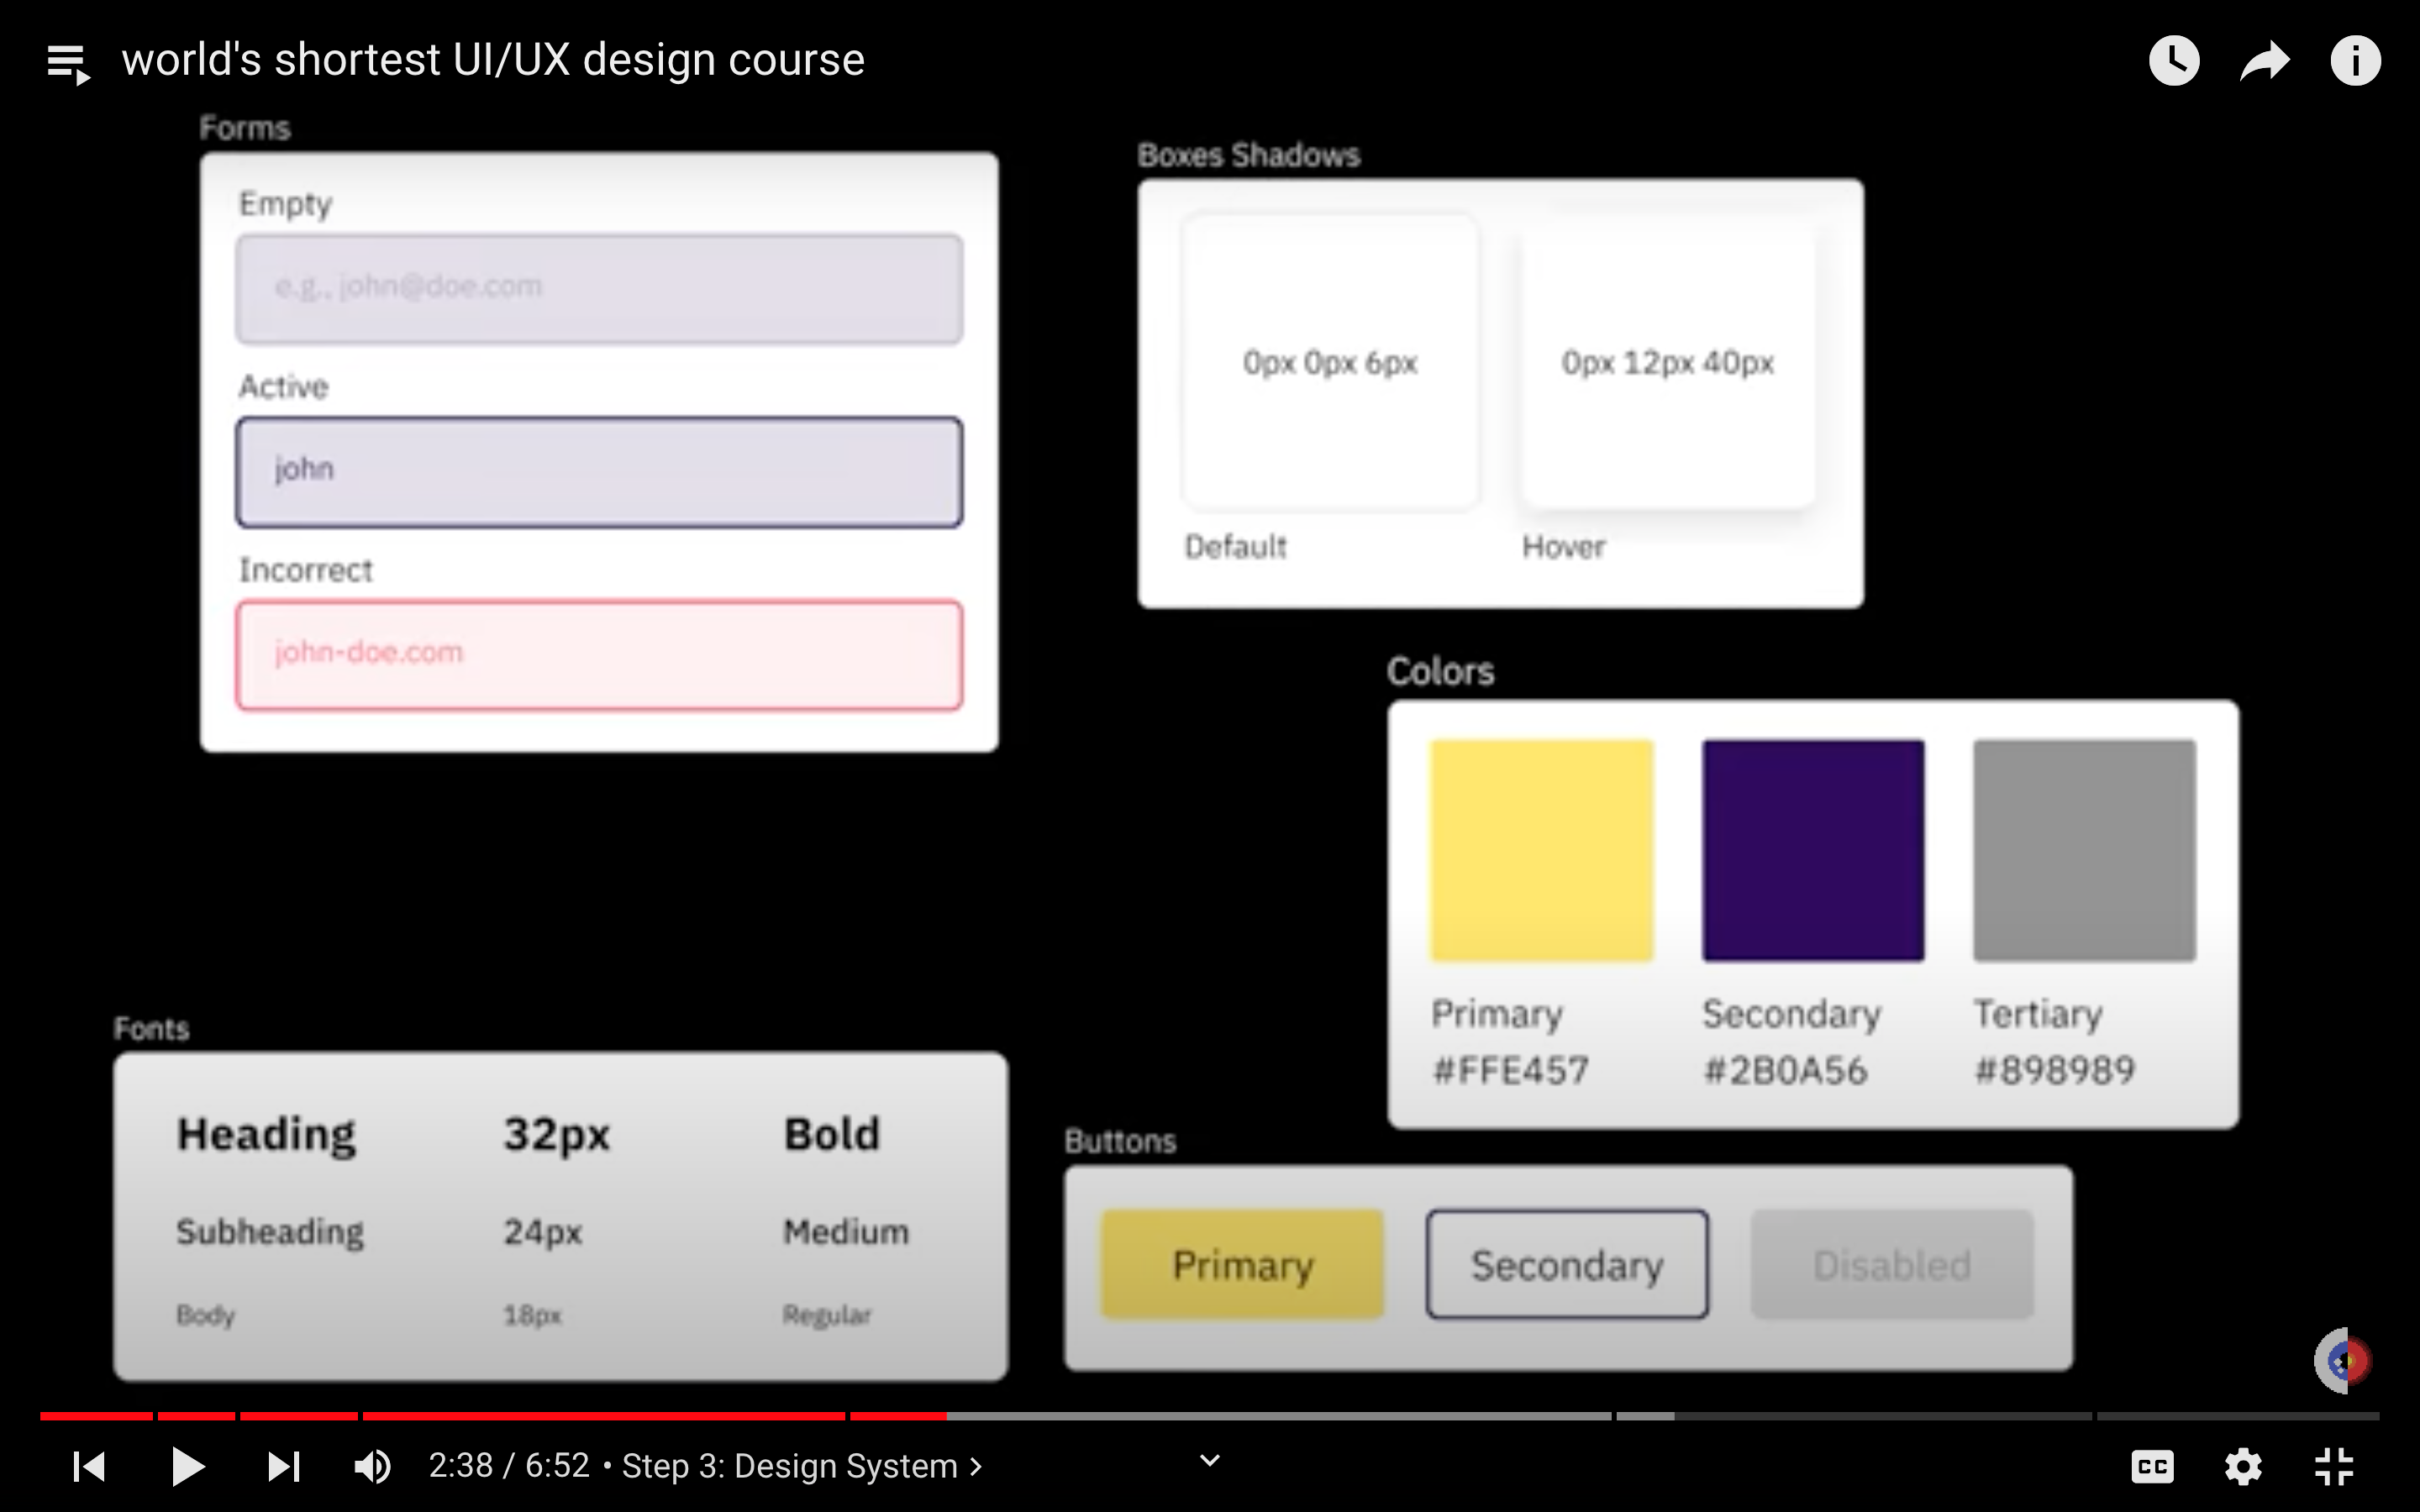 world's shortest UI/UX design course
Forms
Empty
e.g., john@doe.com
Active
john
Incorrect
john-doe.com
Boxes Shadows
0px 0px 6px
0px 12px 40px
Default
Hover
Colors
Primary
Secondary
Tertiary
#FFE457
#2B0A56
#898989
Fonts
Heading 32px Bold
Subheading 24px Medium
Body 18px Regular
Buttons
Primary
Secondary
Disabled
2:38 / 6:52 • Step 3: Design System >
CC